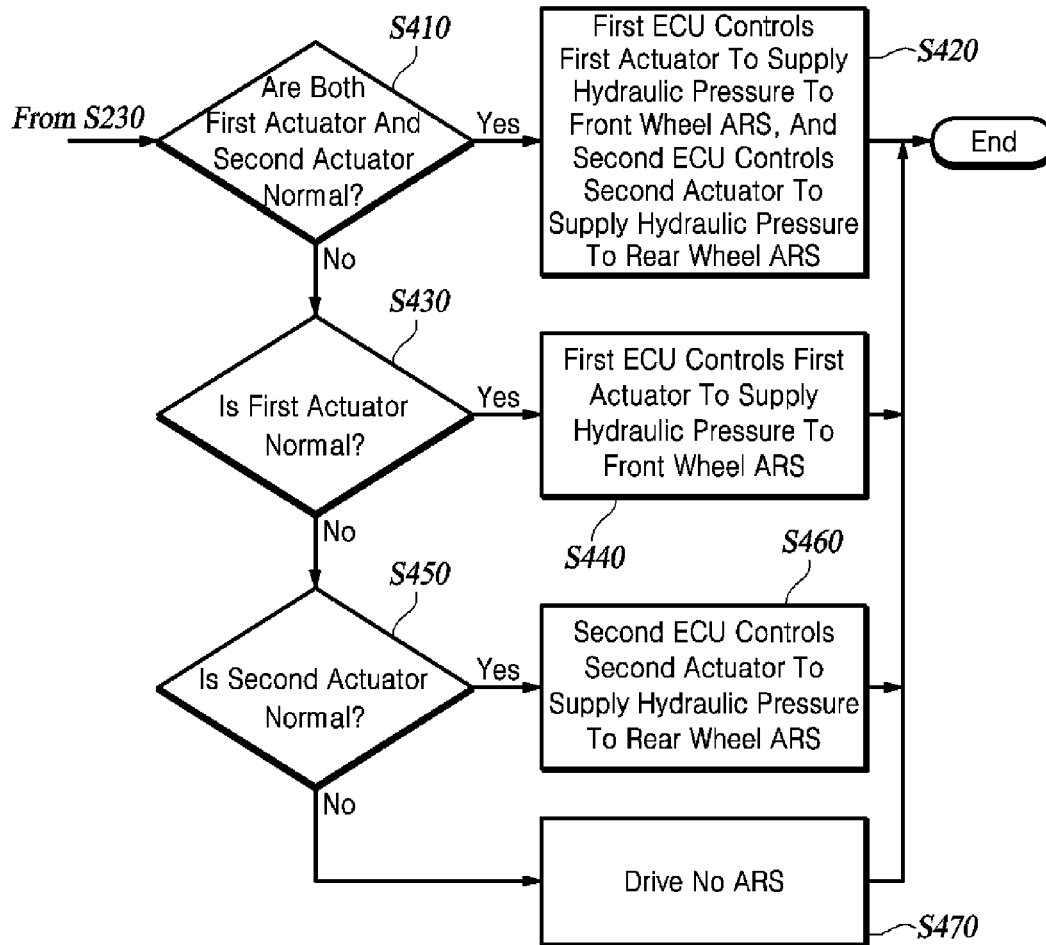 S410
Are Both
First Actuator And
Second Actuator
Normal?
From S230
Yes
No
First ECU Controls
First Actuator To Supply
Hydraulic Pressure To
Front Wheel ARS, And
Second ECU Controls
Second Actuator To
Supply Hydraulic Pressure
To Rear Wheel ARS
S420
End
S430
Is First Actuator
Normal?
Yes
No
First ECU Controls First
Actuator To Supply
Hydraulic Pressure To
Front Wheel ARS
S440
S450
Is Second Actuator
Normal?
Yes
No
S460
Second ECU Controls
Second Actuator To
Supply Hydraulic Pressure
To Rear Wheel ARS
Drive No ARS
S470